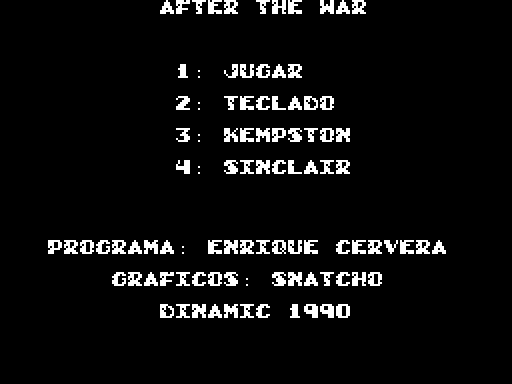 AFTER THE WAR
1: JUGAR
2: TECLADO
3: KEMPSTON
4: SINCLAIR
PROGRAMA: ENRIQUE CERVERA
GRAFICOS: SNATCHO
DINAMIC 1990